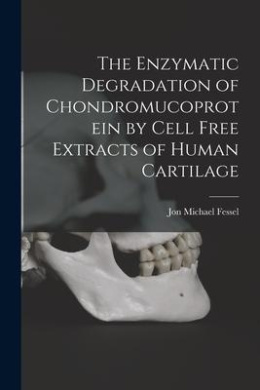 The Enzymatic
Degradation of
Chondromucoprot
ein by Cell Free
Extracts of Human
Cartilage
Jon Michael Fessel